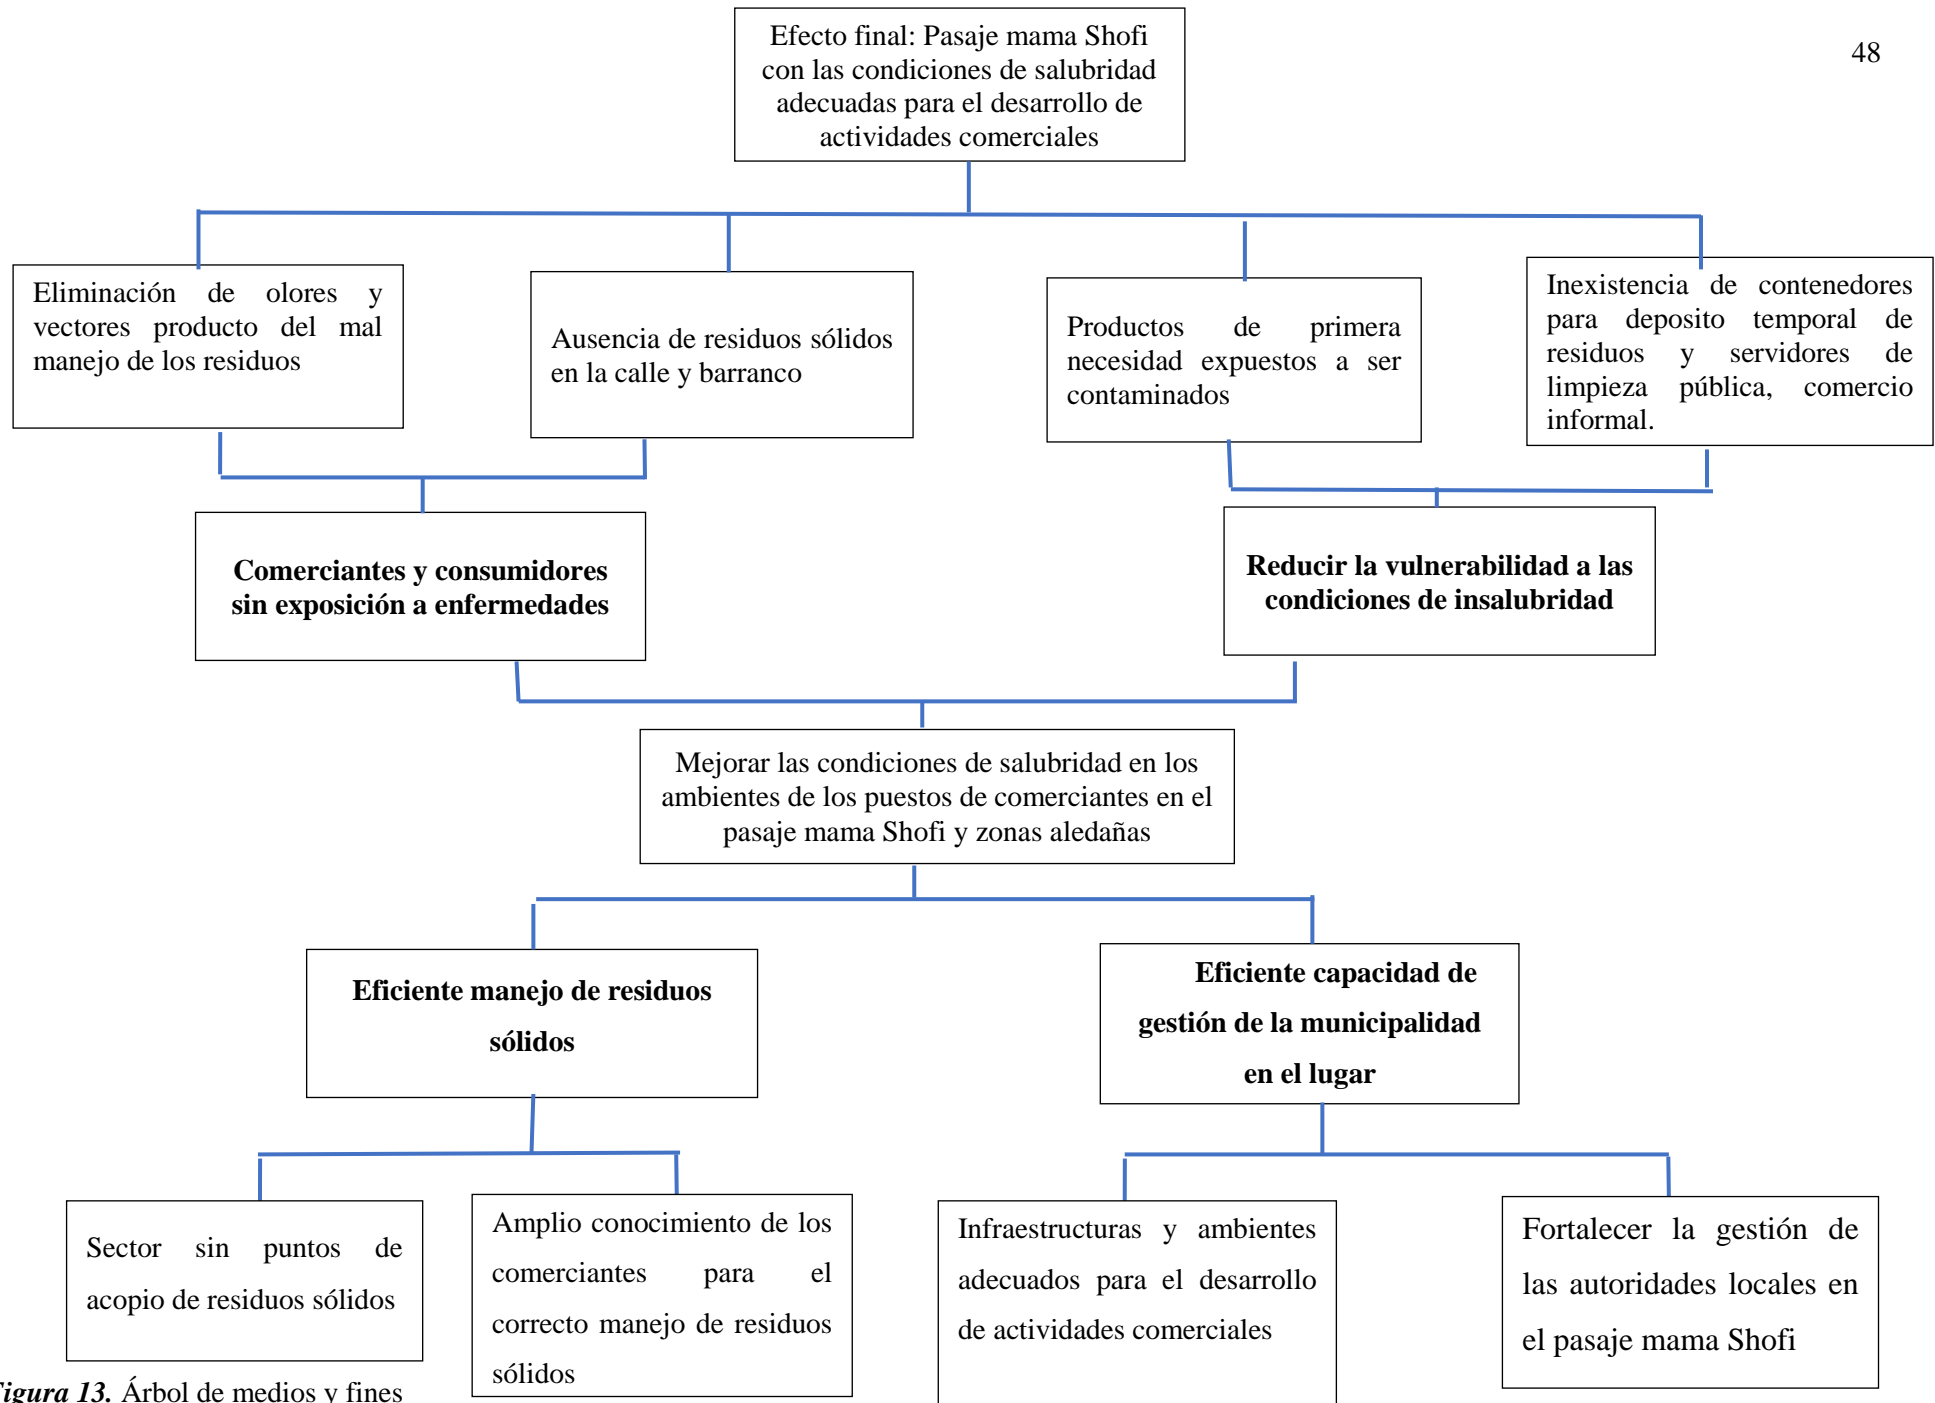 48
Efecto final: Pasaje mama Shofi
con las condiciones de salubridad
adecuadas para el desarrollo de
actividades comerciales
Eliminación de olores y
vectores producto del mal
manejo de los residuos
Ausencia de residuos sólidos
en la calle y barranco
Productos de primera
necesidad expuestos a ser
contaminados
Inexistencia de contenedores
para deposito temporal de
residuos y servidores de
limpieza pública, comercio
informal.
Comerciantes y consumidores
sin exposición a enfermedades
Reducir la vulnerabilidad a las
condiciones de insalubridad
Mejorar las condiciones de salubridad en los
ambientes de los puestos de comerciantes en el
pasaje mama Shofi y zonas aledañas
Eficiente manejo de residuos
sólidos
Eficiente capacidad de
gestión de la municipalidad
en el lugar
Sector sin puntos de
acopio de residuos sólidos
Amplio conocimiento de los
comerciantes para el
correcto manejo de residuos
sólidos
Infraestructuras y ambientes
adecuados para el desarrollo
de actividades comerciales
Fortalecer la gestión de
las autoridades locales en
el pasaje mama Shofi
Figura 13. Árbol de medios y fines